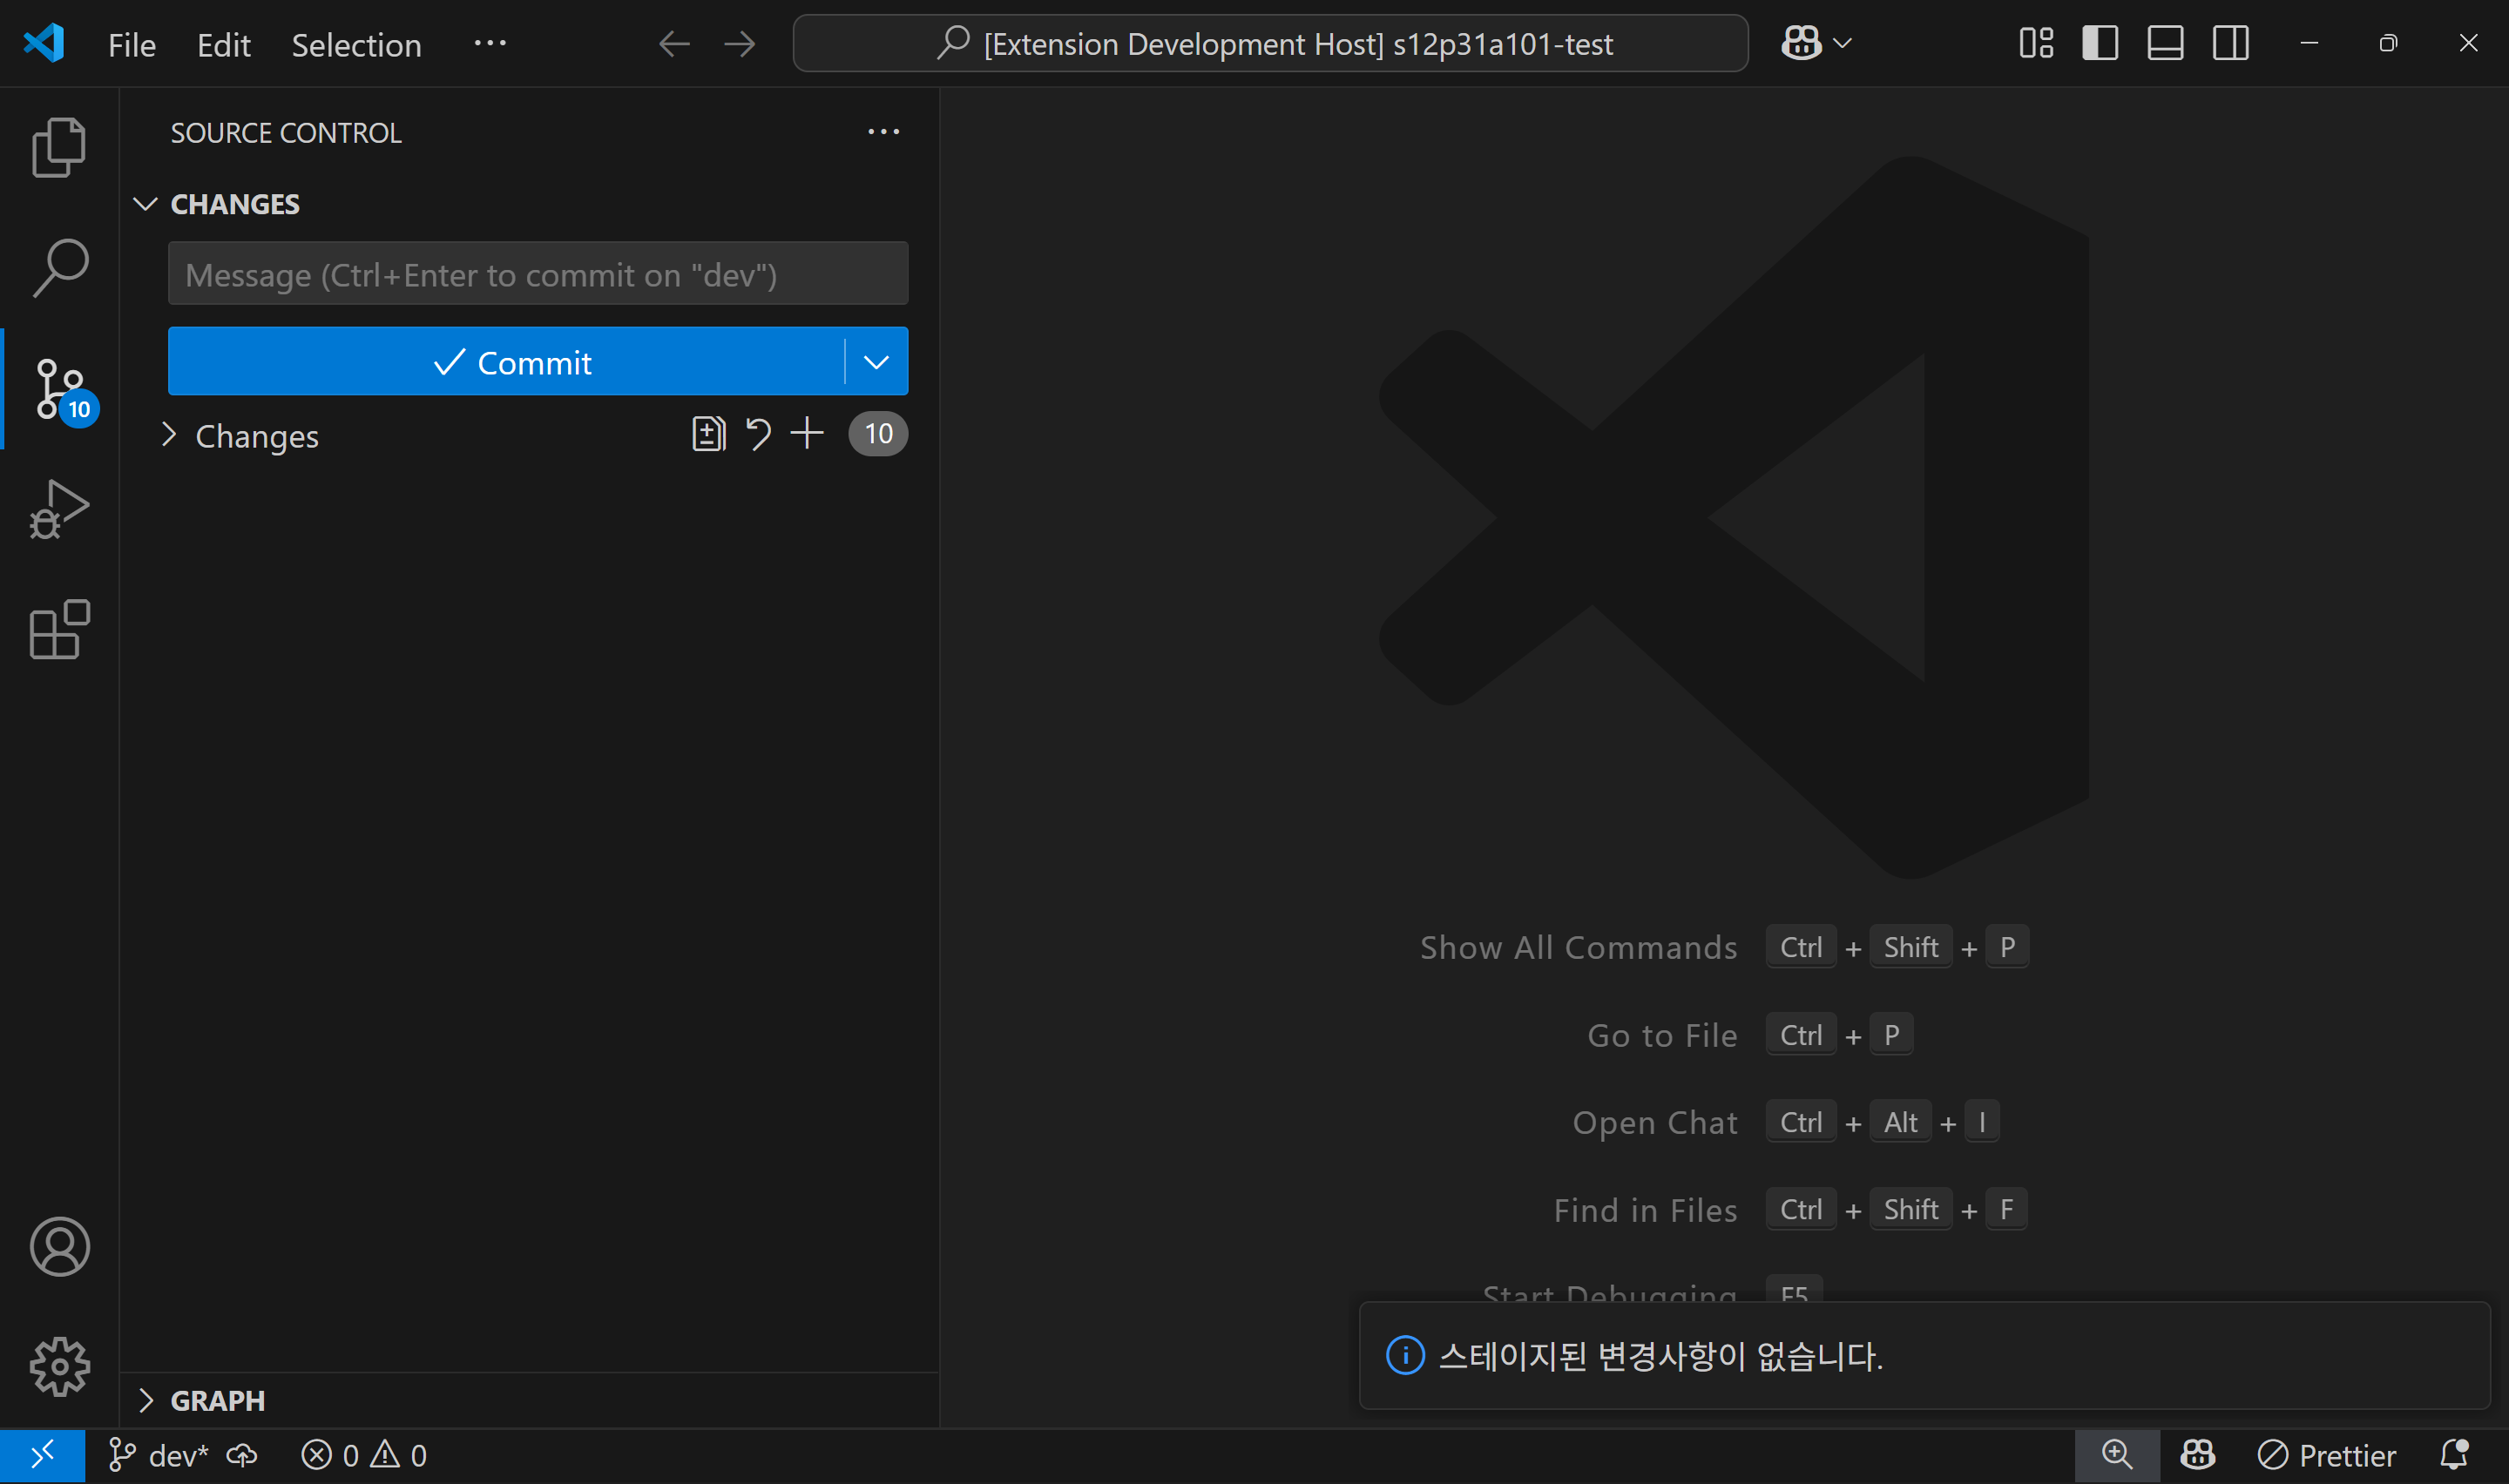 File Edit Selection ··· [Extension Development Host] s12p31a101-test
SOURCE CONTROL
CHANGES
Message (Ctrl+Enter to commit on "dev")
Commit
10
Changes 10
Show All Commands Ctrl + Shift + P
Go to File Ctrl + P
Open Chat Ctrl + Alt + I
Find in Files Ctrl + Shift + F
Start Debugging F5
스테이지된 변경사항이 없습니다.
GRAPH
dev* 0 0 Prettier